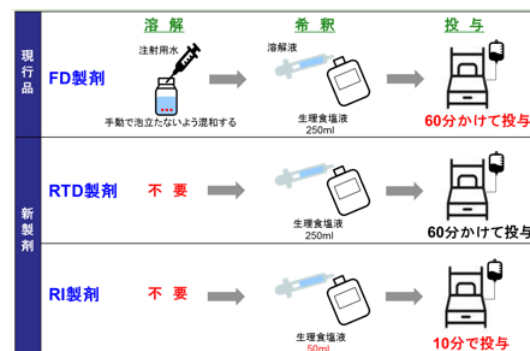 溶解 希釈 投与
現行品
FD製剤
注射用水
手動で泡立たないよう混和する
溶解液
生理食塩液
250ml
60分かけて投与
新製剤
RTD製剤
不要
生理食塩液
250ml
60分かけて投与
RI製剤
不要
生理食塩液
50ml
10分で投与